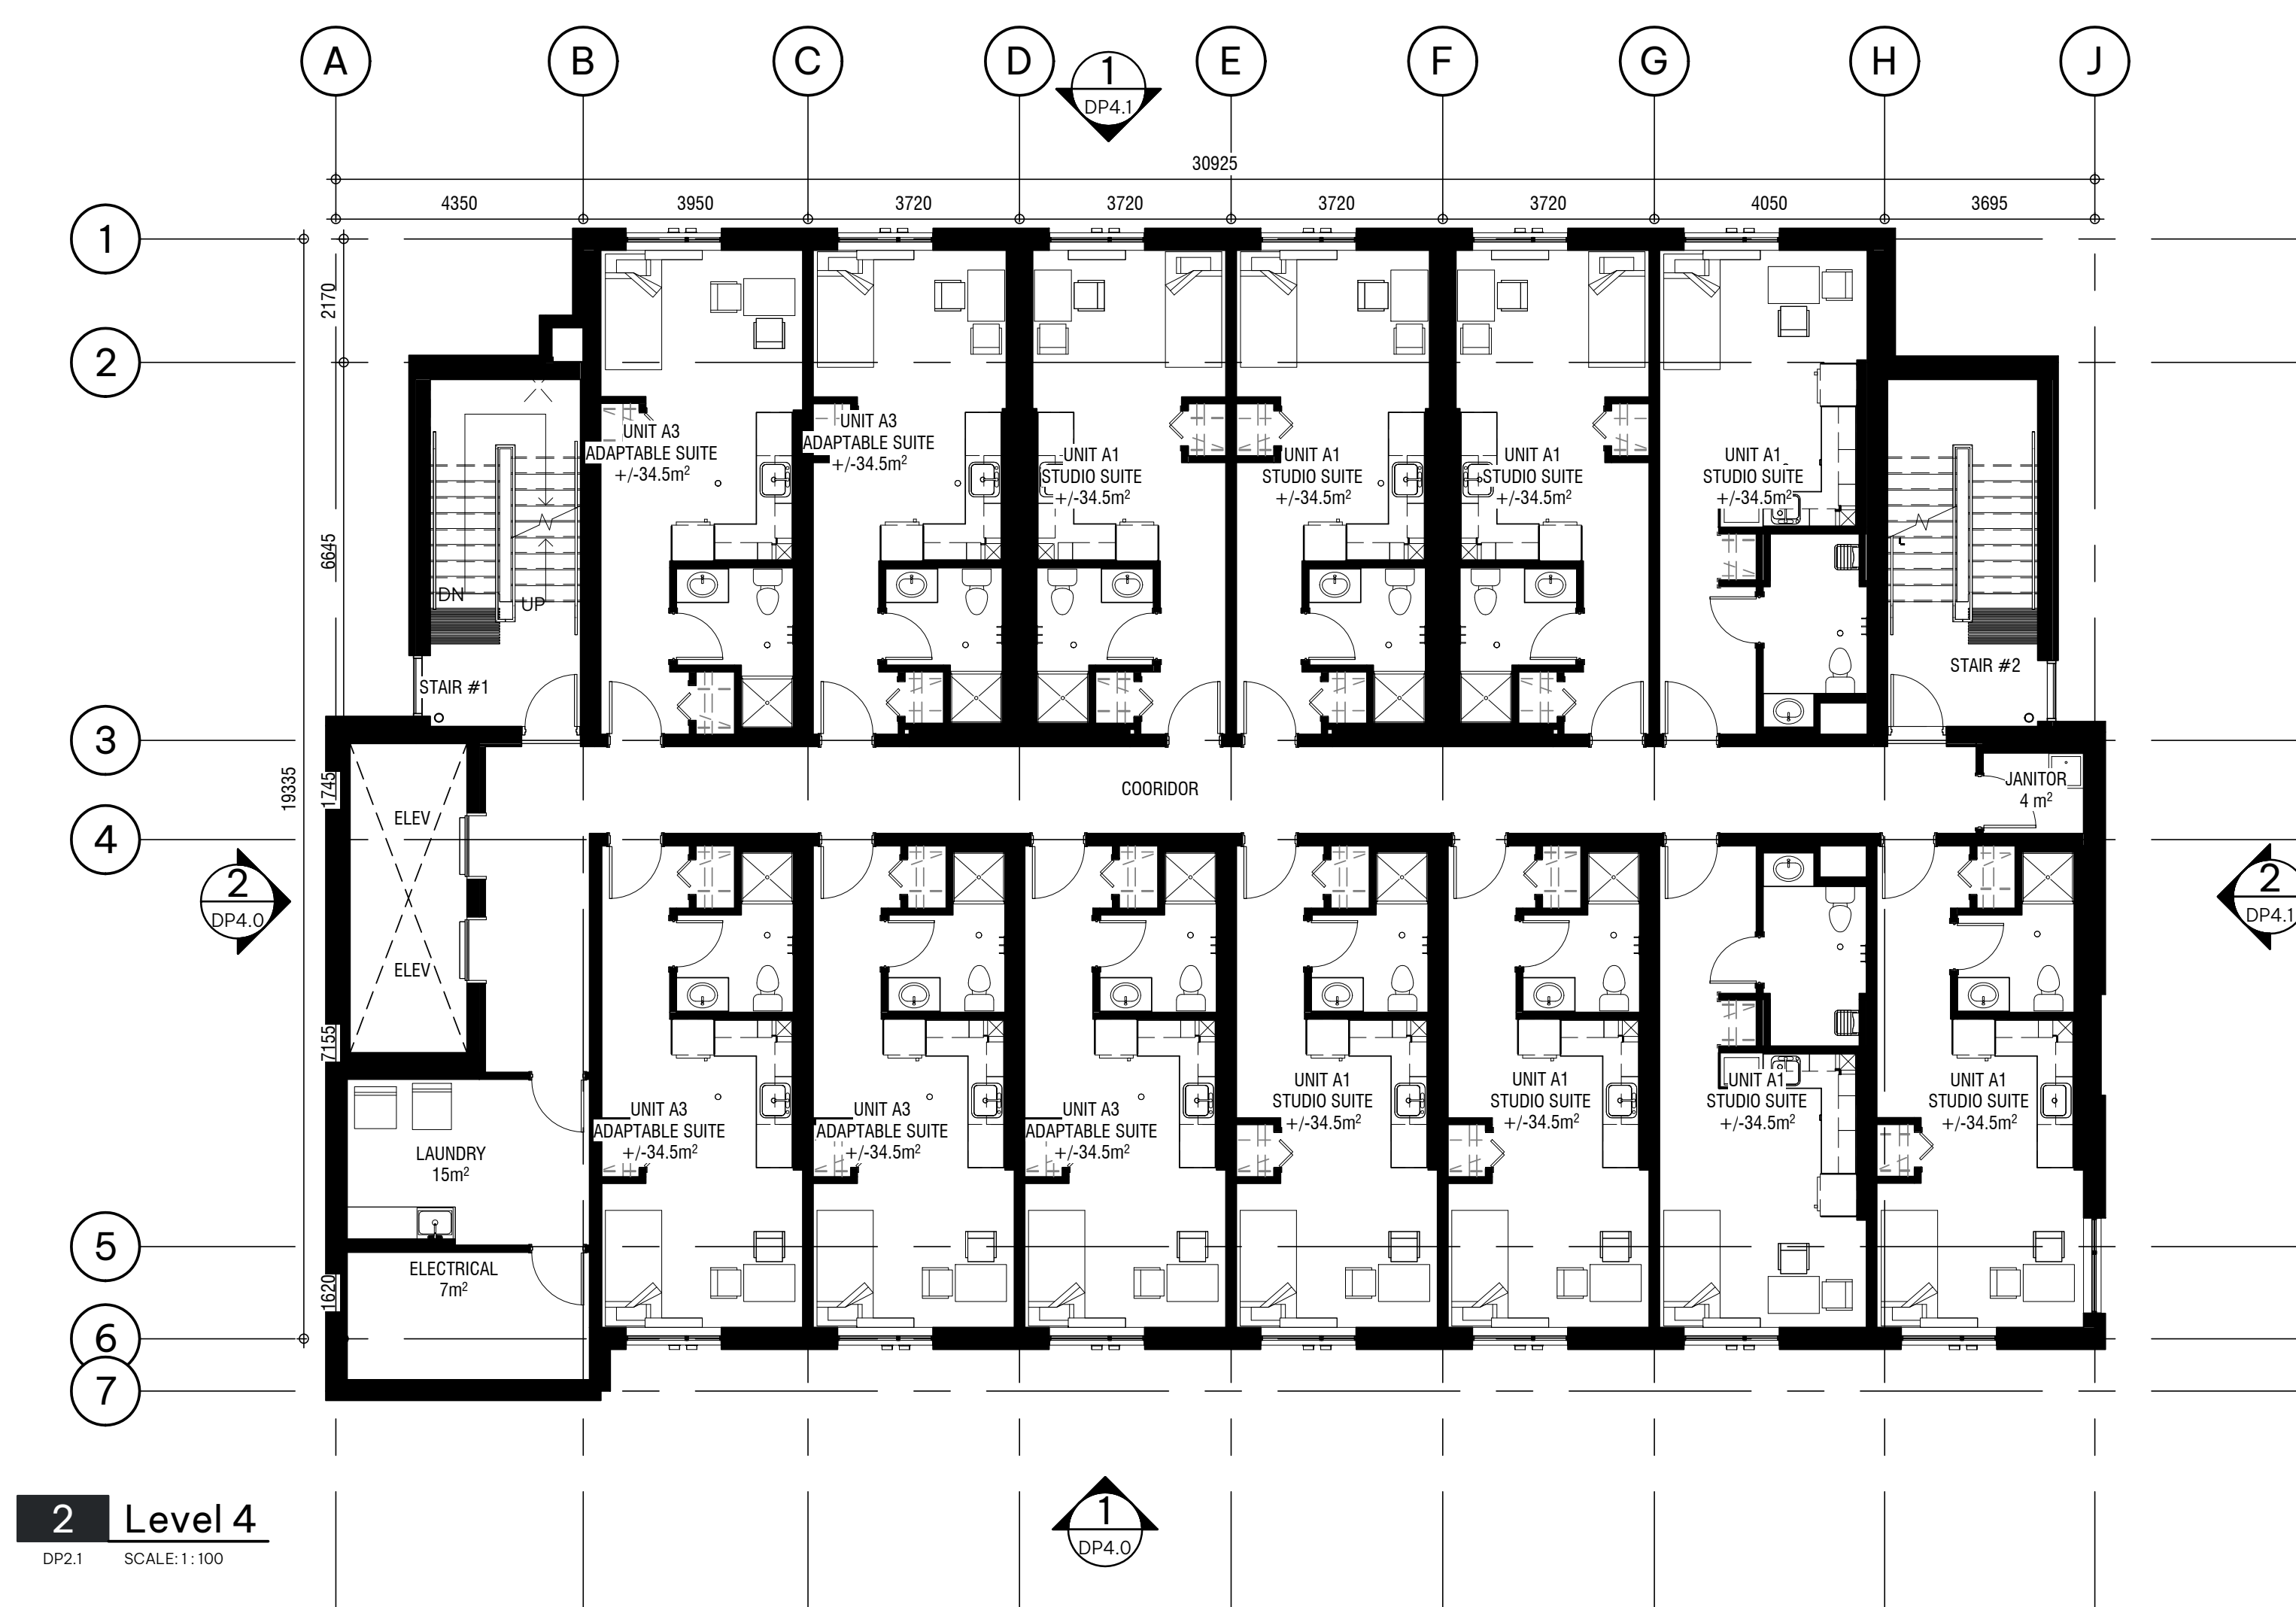 A B C D E F G H J
1
DP4.1
30925
4350 3950 3720 3720 3720 3720 4050 3695
1
2170
2
6645
UNIT A3
ADAPTABLE SUITE
+/-34.5m²
UNIT A3
ADAPTABLE SUITE
+/-34.5m²
UNIT A1
STUDIO SUITE
+/-34.5m²
UNIT A1
STUDIO SUITE
+/-34.5m²
UNIT A1
STUDIO SUITE
+/-34.5m²
UNIT A1
STUDIO SUITE
+/-34.5m²
DN
UP
STAIR #1
STAIR #2
3
19335
1745
COORIDOR
JANITOR
4 m²
ELEV
4
2
DP4.0
2
DP4.1
ELEV
7155
UNIT A3
ADAPTABLE SUITE
+/-34.5m²
UNIT A3
ADAPTABLE SUITE
+/-34.5m²
UNIT A3
ADAPTABLE SUITE
+/-34.5m²
UNIT A1
STUDIO SUITE
+/-34.5m²
UNIT A1
STUDIO SUITE
+/-34.5m²
UNIT A1
STUDIO SUITE
+/-34.5m²
UNIT A1
STUDIO SUITE
+/-34.5m²
LAUNDRY
15m²
5
ELECTRICAL
7m²
1620
6
7
1
DP4.0
2 Level 4
DP2.1 SCALE: 1 : 100